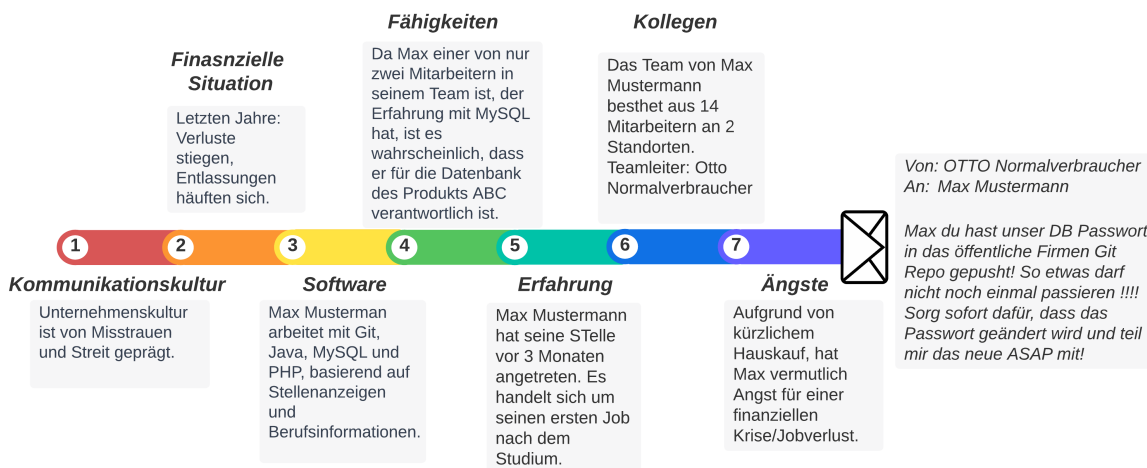 Finasnzielle
Situation
Letzten Jahre:
Verluste
stiegen,
Entlassungen
häuften sich.
Fähigkeiten
Da Max einer von nur
zwei Mitarbeitern in
seinem Team ist, der
Erfahrung mit MySQL
hat, ist es
wahrscheinlich, dass
er für die Datenbank
des Produkts ABC
verantwortlich ist.
Kollegen
Das Team von Max
Mustermann
besthet aus 14
Mitarbeitern an 2
Standorten.
Teamleiter: Otto
Normalverbraucher
1
2
3
4
5
6
7
Kommunikationskultur
Unternehmenskultur
ist von Misstrauen
und Streit geprägt.
Software
Max Musterman
arbeitet mit Git,
Java, MySQL und
PHP, basierend auf
Stellenanzeigen
und
Berufsinformationen.
Erfahrung
Max Mustermann
hat seine STelle
vor 3 Monaten
angetreten. Es
handelt sich um
seinen ersten Job
nach dem
Studium.
Ängste
Aufgrund von
kürzlichem
Hauskauf, hat
Max vermutlich
Angst für einer
finanziellen
Krise/Jobverlust.
Von: OTTO Normalverbraucher
An: Max Mustermann
Max du hast unser DB Passwort
in das öffentliche Firmen Git
Repo gepusht! So etwas darf
nicht noch einmal passieren !!!!
Sorg sofort dafür, dass das
Passwort geändert wird und teil
mir das neue ASAP mit!